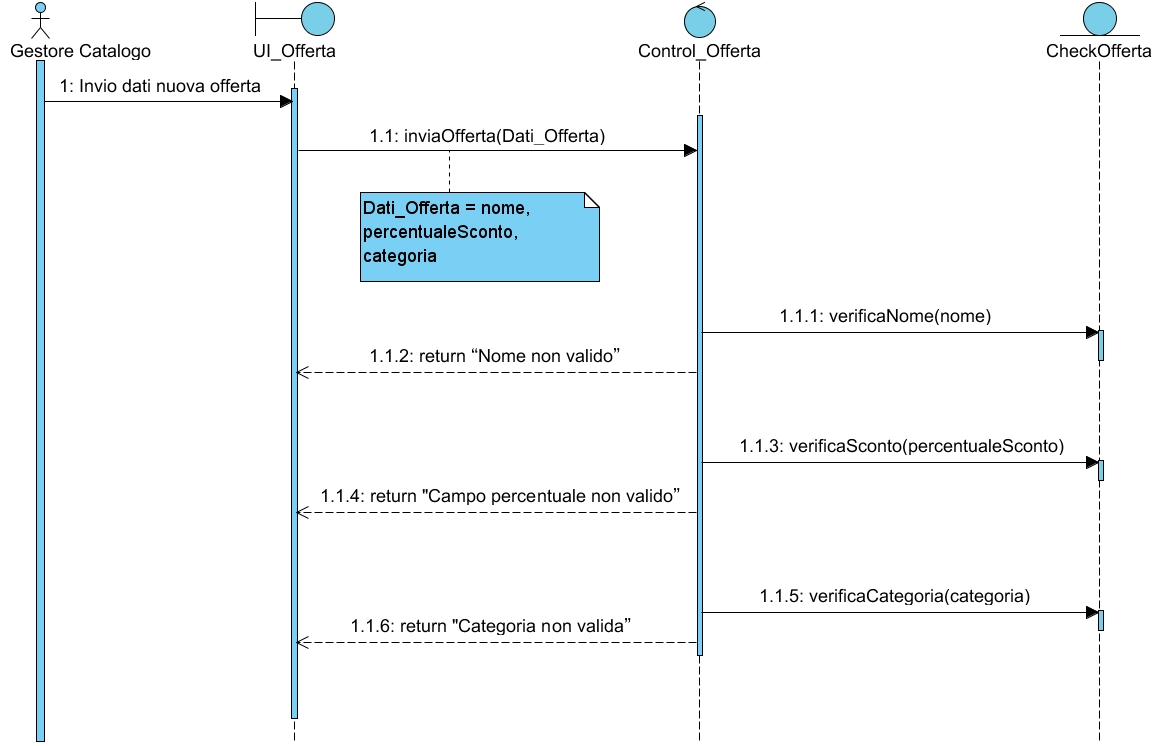 Gestore Catalogo
UI_Offerta
Control_Offerta
CheckOfferta
1: Invio dati nuova offerta
1.1: inviaOfferta(Dati_Offerta)
Dati_Offerta = nome,
percentualeSconto,
categoria
1.1.1: verificaNome(nome)
1.1.2: return “Nome non valido”
1.1.3: verificaSconto(percentualeSconto)
1.1.4: return "Campo percentuale non valido”
1.1.5: verificaCategoria(categoria)
1.1.6: return "Categoria non valida”